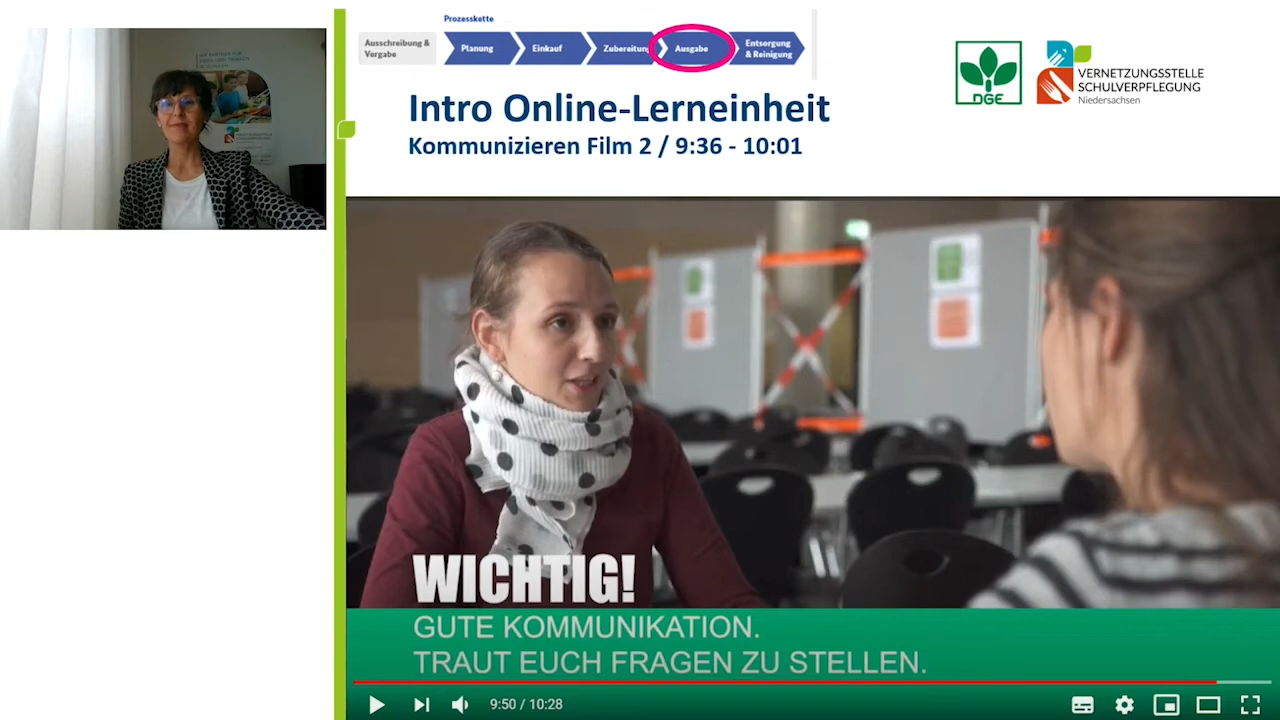 Prozesskette
Ausschreibung &
Vergabe
Planung
Einkauf
Zubereitung
Ausgabe
Entsorgung
& Reinigung
DGE
VERNETZUNGSSTELLE
SCHULVERPFLEGUNG
Niedersachsen
Intro Online-Lerneinheit
Kommunizieren Film 2 / 9:36 - 10:01
WICHTIG!
GUTE KOMMUNIKATION.
TRAUT EUCH FRAGEN ZU STELLEN.
9:50 / 10:28